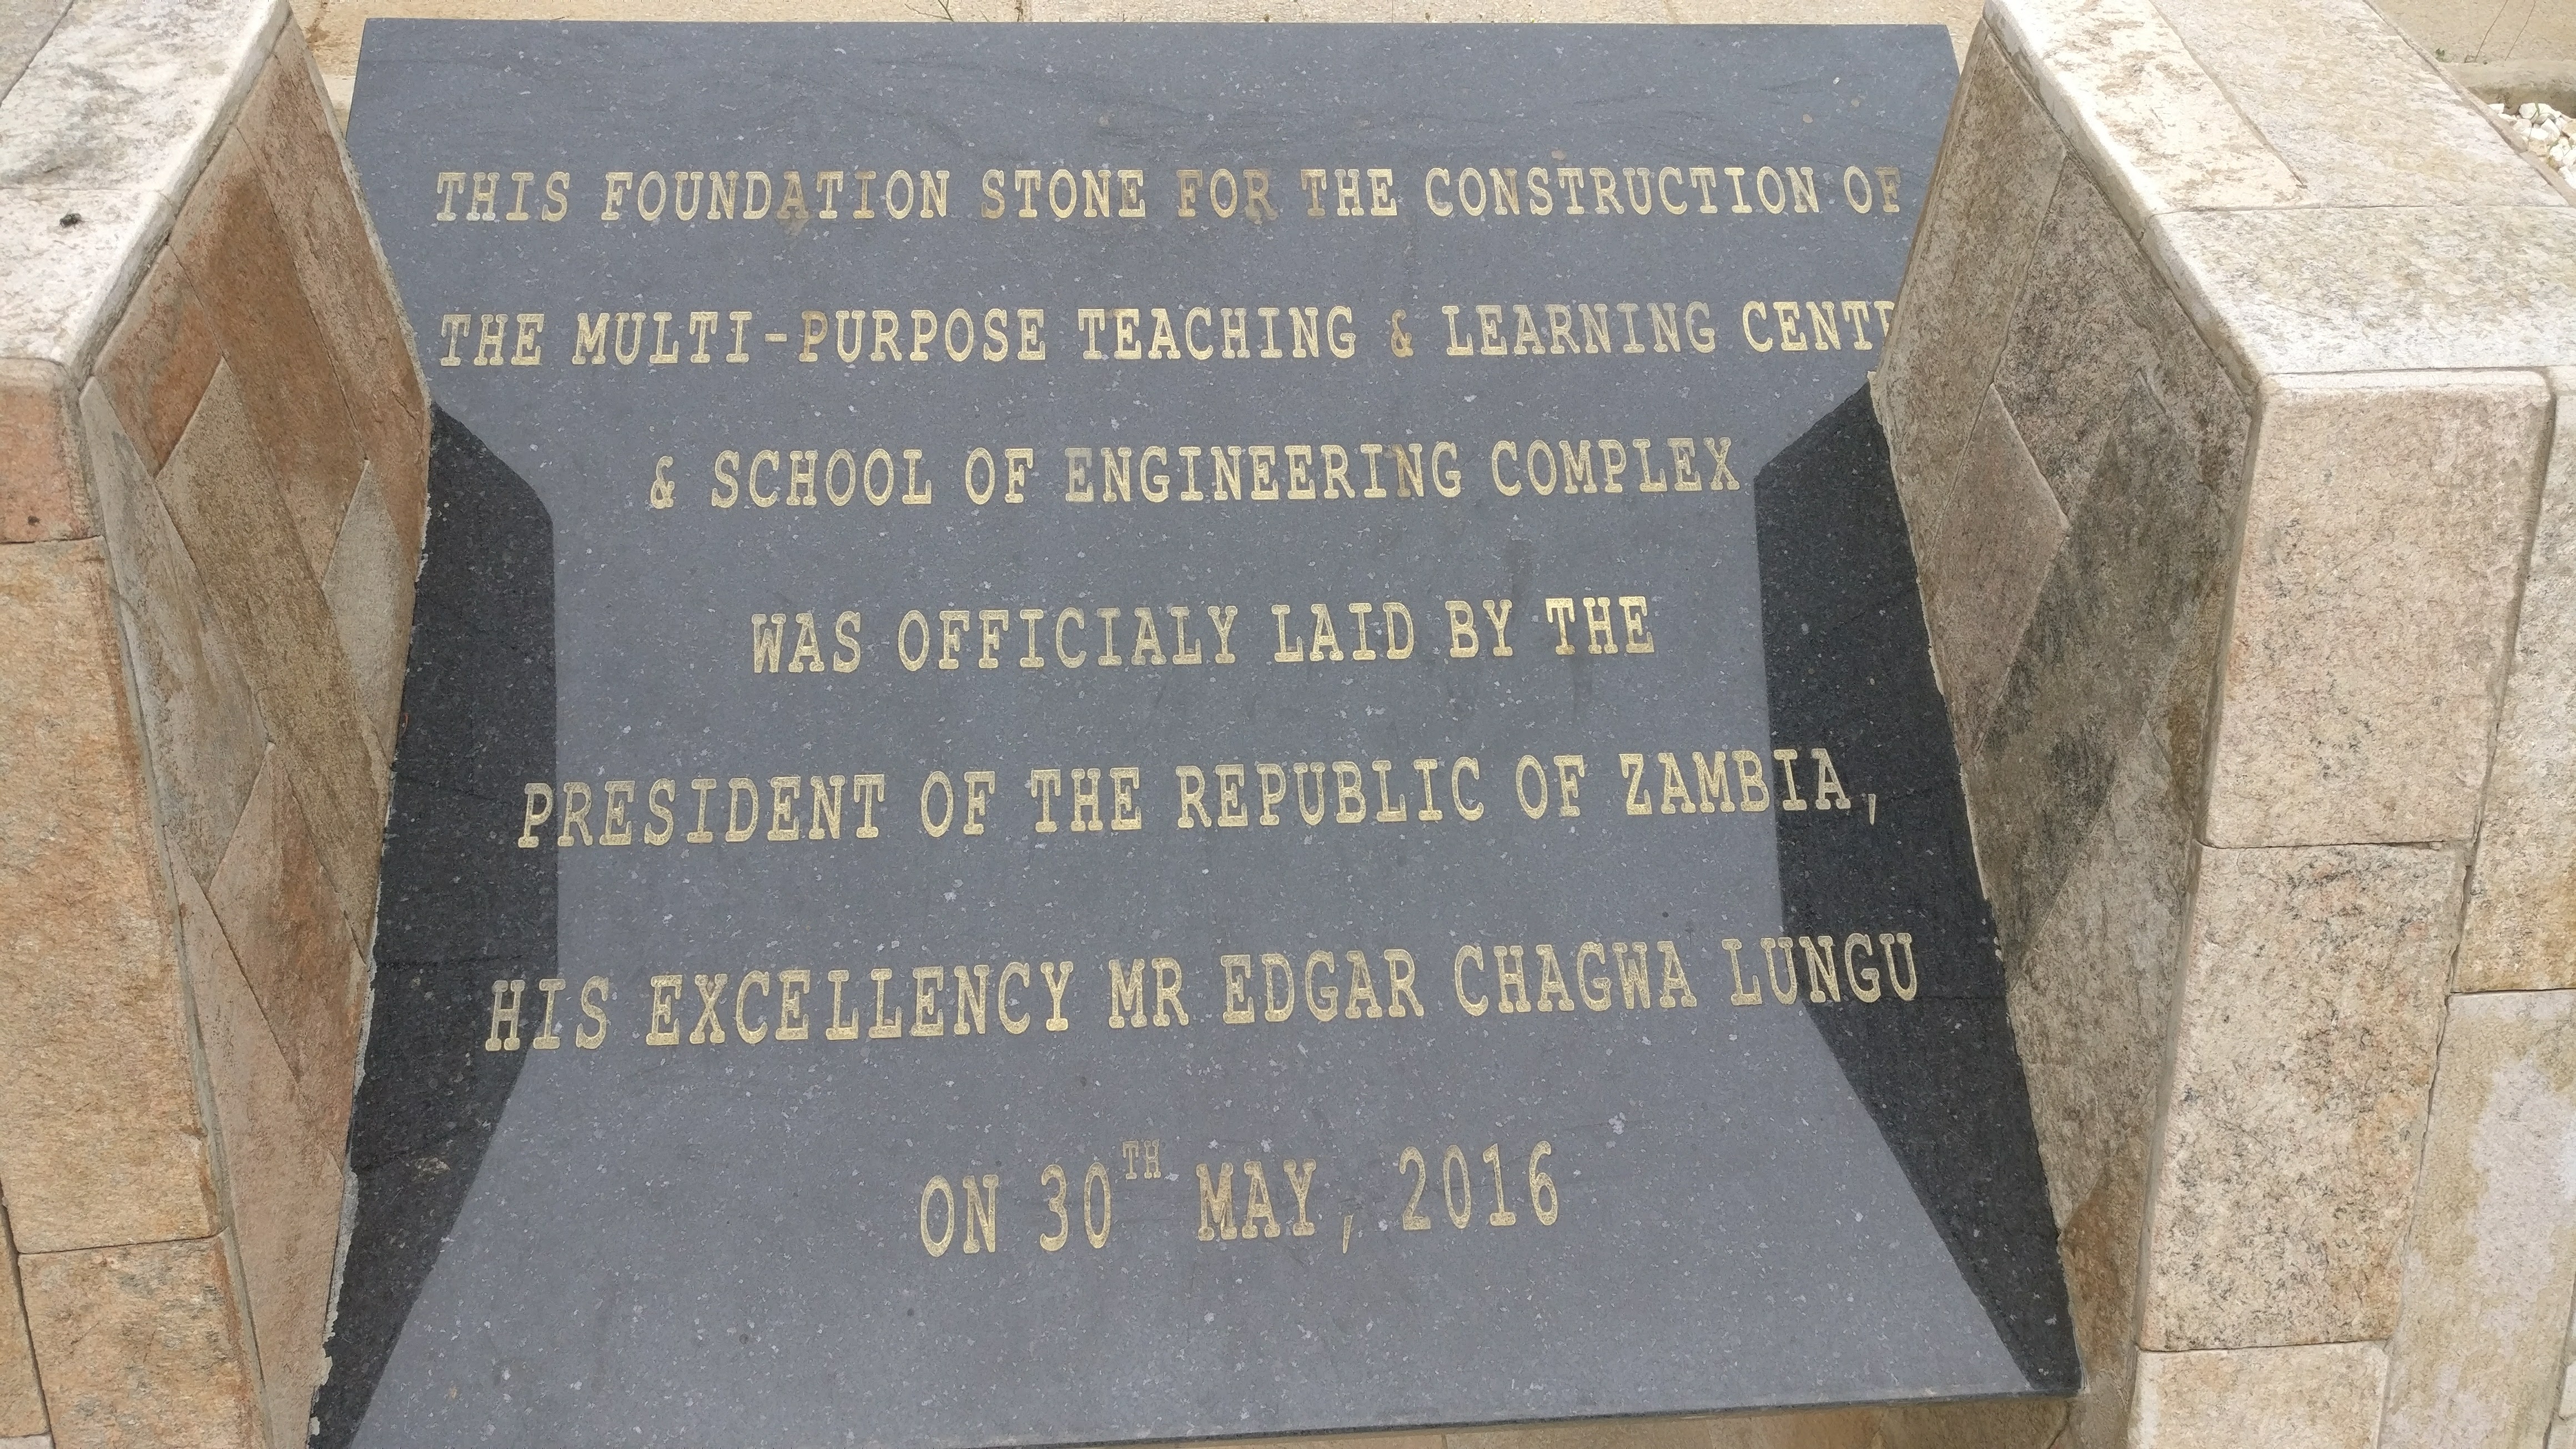 THIS FOUNDATION STONE FOR THE CONSTRUCTION OF
THE MULTI-PURPOSE TEACHING & LEARNING
& SCHOOL OF ENGINEERING COMPLEX
WAS OFFICIALY LAID BY THE
PRESIDENT OF THE REPUBLIC OF ZAMBIA,
HIS EXCELLENCY MR EDGAR CHAGWA LUNGU
ON 30TH MAY, 2016